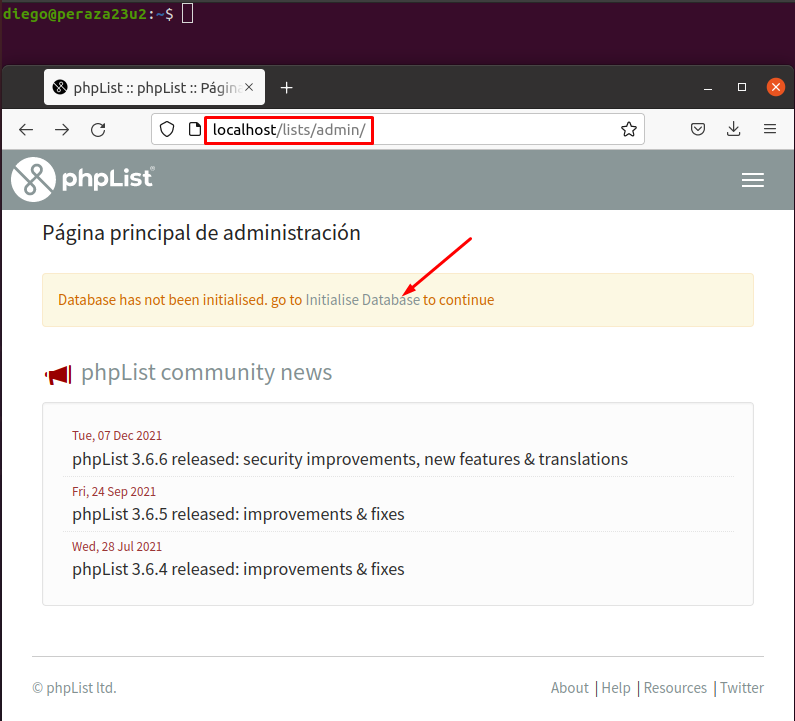 diego@peraza23u2:~$
phpList :: phpList :: Págin
localhost/lists/admin/
phpList
Página principal de administración
Database has not been initialised. go to Initialise Database to continue
phpList community news
Tue, 07 Dec 2021
phpList 3.6.6 released: security improvements, new features & translations
Fri, 24 Sep 2021
phpList 3.6.5 released: improvements & fixes
Wed, 28 Jul 2021
phpList 3.6.4 released: improvements & fixes
© phpList ltd.
About | Help | Resources | Twitter